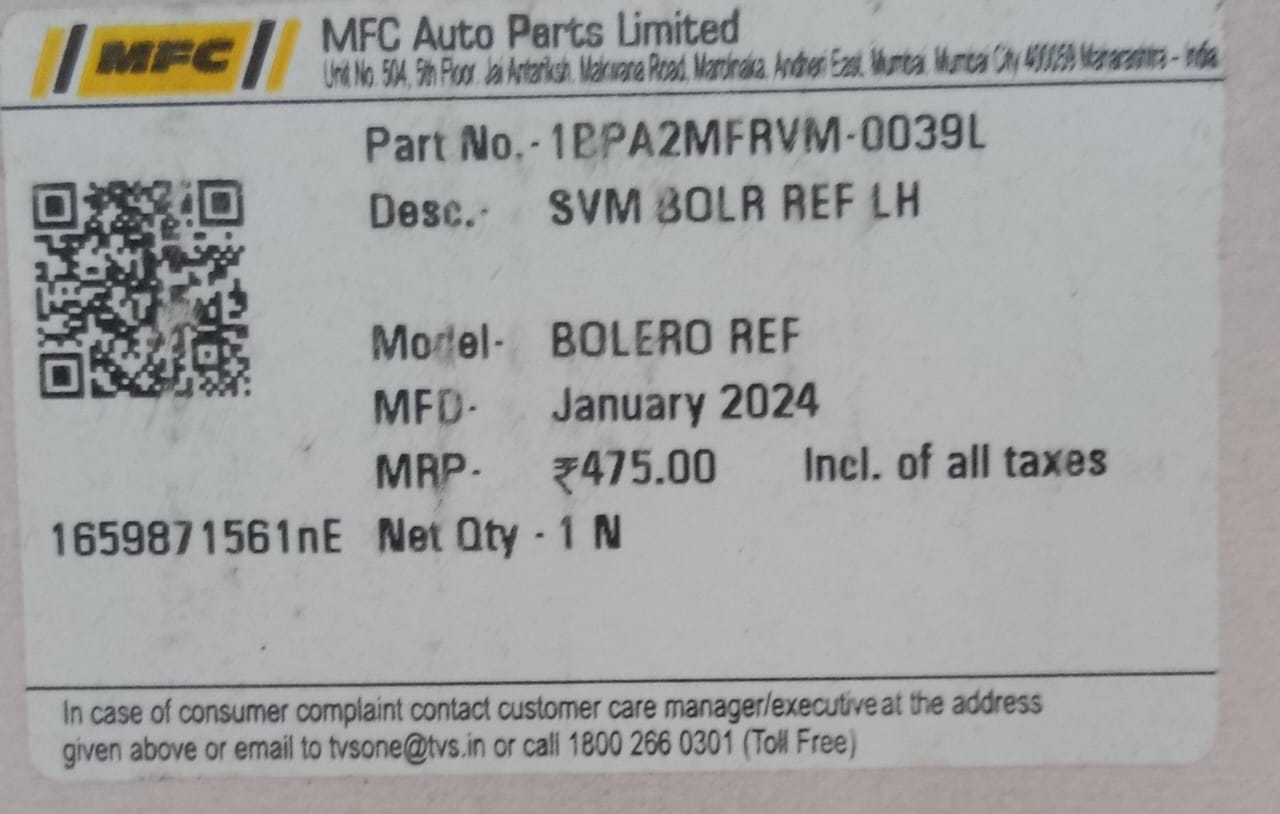 MFC
MFC Auto Parts Limited
Unit No. 504, 5th Floor, Jai Antariksh, Makwana Road, Marolnaka, Andheri East, Mumbai, Mumbai City 400059 Maharashtra - India
Part No.- 1BPA2MFRVM-0039L
Desc.- SVM BOLR REF LH
Model- BOLERO REF
MFD- January 2024
MRP- ₹475.00 Incl. of all taxes
1659871561nE Net Qty - 1 N
In case of consumer complaint contact customer care manager/executive at the address
given above or email to tvsone@tvs.in or call 1800 266 0301 (Toll Free)